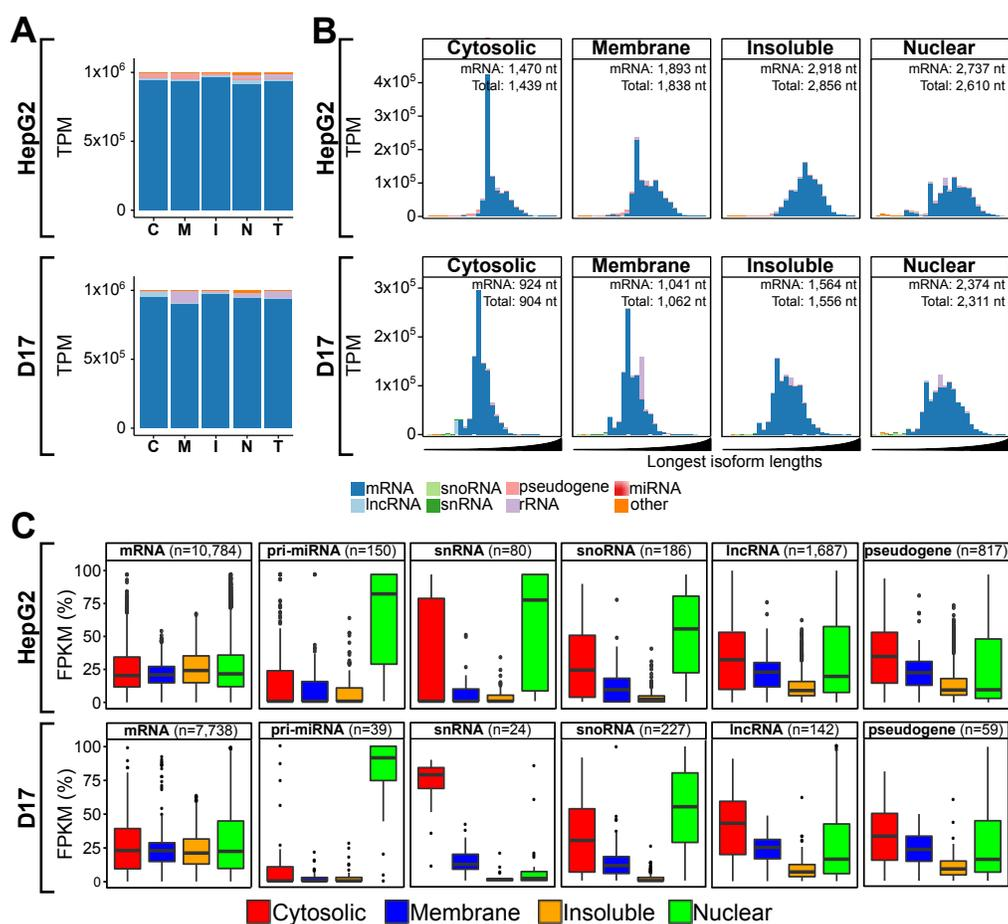 A
HepG2
TPM
1x10⁶
5x10⁵
0
C M I N T
D17
TPM
1x10⁶
5x10⁵
0
C M I N T
B
HepG2
TPM
4x10⁵
3x10⁵
2x10⁵
1x10⁵
0
Cytosolic
mRNA: 1,470 nt
Total: 1,439 nt
Membrane
mRNA: 1,893 nt
Total: 1,838 nt
Insoluble
mRNA: 2,918 nt
Total: 2,856 nt
Nuclear
mRNA: 2,737 nt
Total: 2,610 nt
D17
TPM
3x10⁵
2x10⁵
1x10⁵
0
Cytosolic
mRNA: 924 nt
Total: 904 nt
Membrane
mRNA: 1,041 nt
Total: 1,062 nt
Insoluble
mRNA: 1,564 nt
Total: 1,556 nt
Nuclear
mRNA: 2,374 nt
Total: 2,311 nt
Longest isoform lengths
mRNA snoRNA pseudogene miRNA
lncRNA snRNA rRNA other
C
HepG2
FPKM (%)
100
75
50
25
0
mRNA (n=10,784)
pri-miRNA (n=150)
snRNA (n=80)
snoRNA (n=186)
lncRNA (n=1,687)
pseudogene (n=817)
D17
FPKM (%)
100
75
50
25
0
mRNA (n=7,738)
pri-miRNA (n=39)
snRNA (n=24)
snoRNA (n=227)
lncRNA (n=142)
pseudogene (n=59)
Cytosolic Membrane Insoluble Nuclear